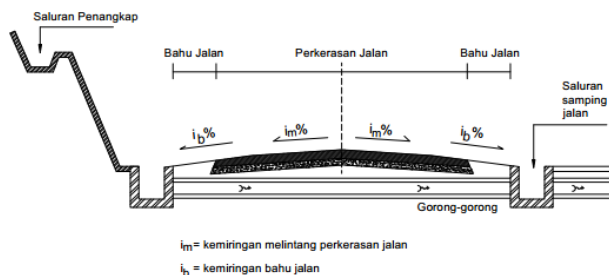 Saluran Penangkap
Bahu Jalan
Perkerasan Jalan
Bahu Jalan
Saluran
samping
jalan
ib%
im%
im%
ib%
Gorong-gorong
im= kemiringan melintang perkerasan jalan
ib = kemiringan bahu jalan